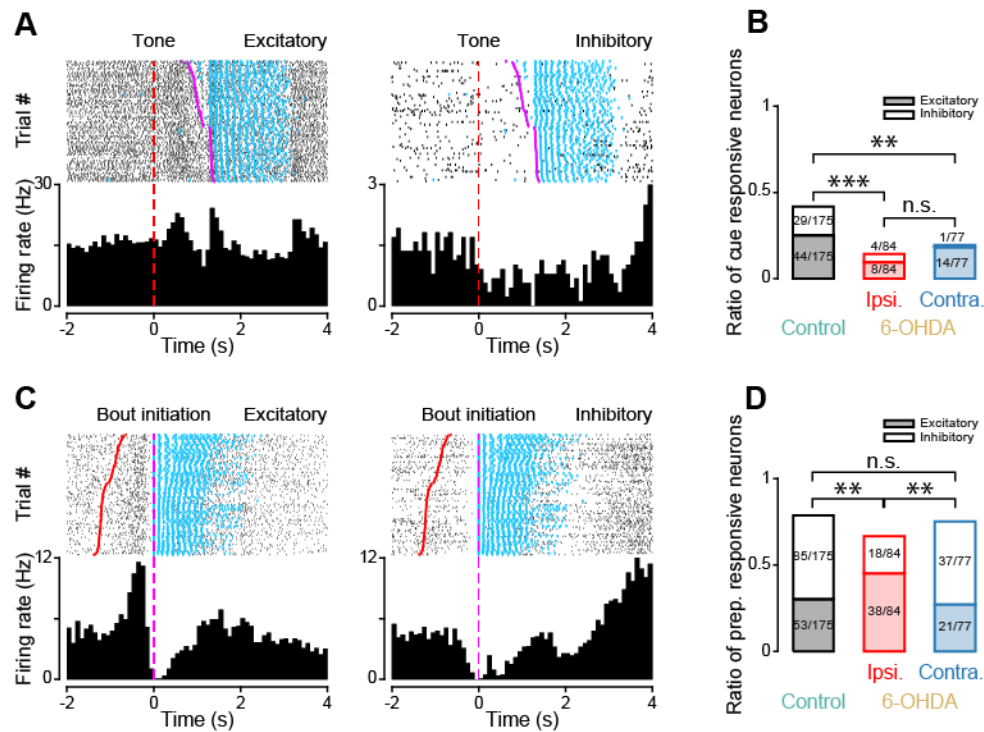 A
Tone Excitatory
Trial #
Firing rate (Hz)
30
0
-2 0 2 4
Time (s)
Tone Inhibitory
3
0
-2 0 2 4
Time (s)
B
Excitatory
Inhibitory
Ratio of cue responsive neurons
1
0.5
0
**
***
n.s.
29/175
44/175
4/84
8/84
1/77
14/77
Ipsi. Contra.
Control 6-OHDA
C
Bout initiation Excitatory
Trial #
Firing rate (Hz)
12
0
-2 0 2 4
Time (s)
Bout initiation Inhibitory
12
0
-2 0 2 4
Time (s)
D
Excitatory
Inhibitory
Ratio of prep. responsive neurons
1
0.5
0
n.s.
** **
85/175
53/175
18/84
38/84
37/77
21/77
Ipsi. Contra.
Control 6-OHDA